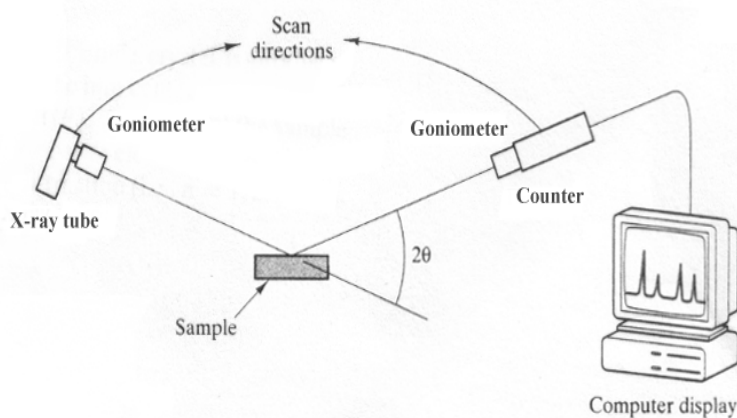 Scan
directions
Goniometer
Goniometer
X-ray tube
Counter
2θ
Sample
Computer display